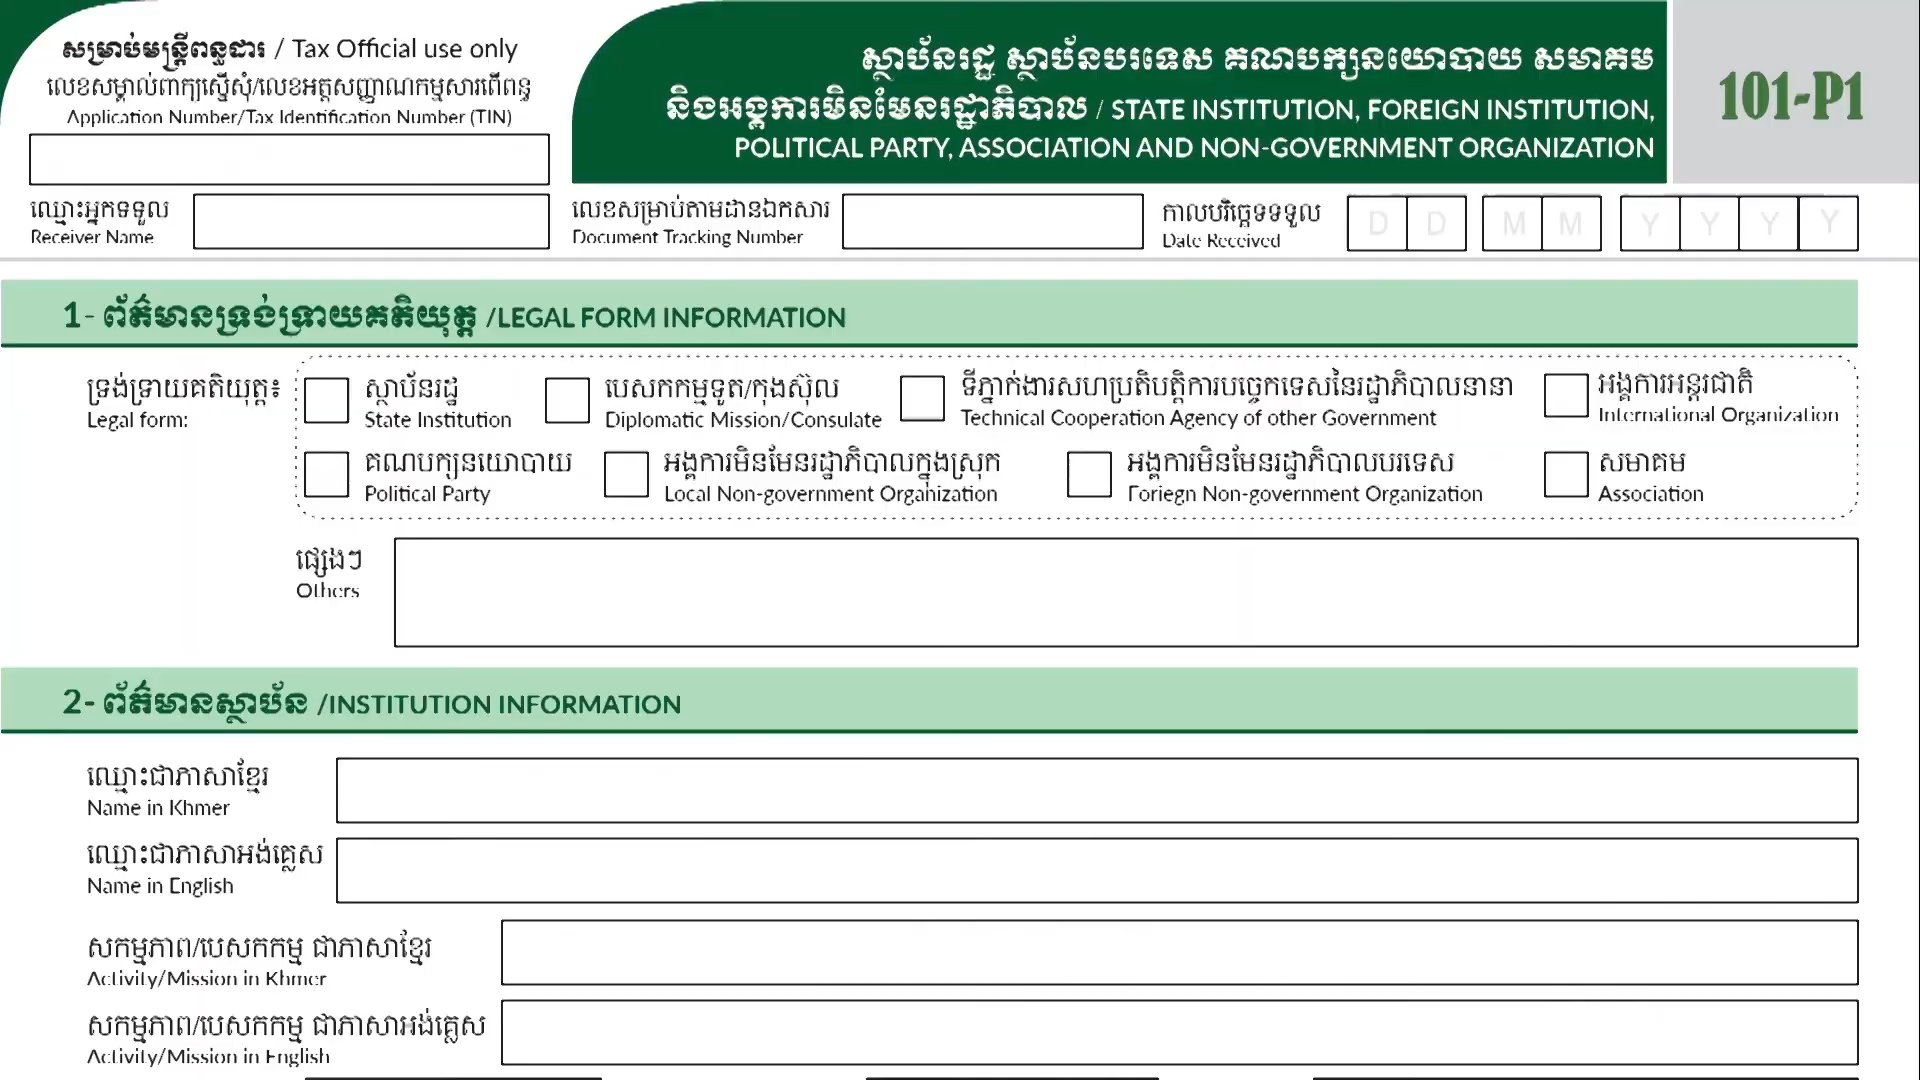 សម្រាប់មន្ត្រីពន្ធដារ / Tax Official use only
លេខសម្គាល់ពាក្យស្នើសុំ/លេខអត្តសញ្ញាណកម្មសារពើពន្ធ
Application Number/Tax Identification Number (TIN)
ស្ថាប័នរដ្ឋ ស្ថាប័នបរទេស គណបក្សនយោបាយ សមាគម
និងអង្គការមិនមែនរដ្ឋាភិបាល / STATE INSTITUTION, FOREIGN INSTITUTION,
POLITICAL PARTY, ASSOCIATION AND NON-GOVERNMENT ORGANIZATION
101-P1
ឈ្មោះអ្នកទទួល
Receiver Name
លេខសម្រាប់តាមដានឯកសារ
Document Tracking Number
កាលបរិច្ឆេទទទួល
Date Received
D D M M Y Y Y Y
1- ព័ត៌មានទ្រង់ទ្រាយគតិយុត្ត /LEGAL FORM INFORMATION
ទ្រង់ទ្រាយគតិយុត្ត៖
Legal form:
ស្ថាប័នរដ្ឋ
State Institution
បេសកកម្មទូត/កុងស៊ុល
Diplomatic Mission/Consulate
ទីភ្នាក់ងារសហប្រតិបត្តិការបច្ចេកទេសនៃរដ្ឋាភិបាលនានា
Technical Cooperation Agency of other Government
អង្គការអន្តរជាតិ
International Organization
គណបក្សនយោបាយ
Political Party
អង្គការមិនមែនរដ្ឋាភិបាលក្នុងស្រុក
Local Non-government Organization
អង្គការមិនមែនរដ្ឋាភិបាលបរទេស
Foriegn Non-government Organization
សមាគម
Association
ផ្សេងៗ
Others
2- ព័ត៌មានស្ថាប័ន /INSTITUTION INFORMATION
ឈ្មោះជាភាសាខ្មែរ
Name in Khmer
ឈ្មោះជាភាសាអង់គ្លេស
Name in English
សកម្មភាព/បេសកកម្ម ជាភាសាខ្មែរ
Activity/Mission in Khmer
សកម្មភាព/បេសកកម្ម ជាភាសាអង់គ្លេស
Activity/Mission in English